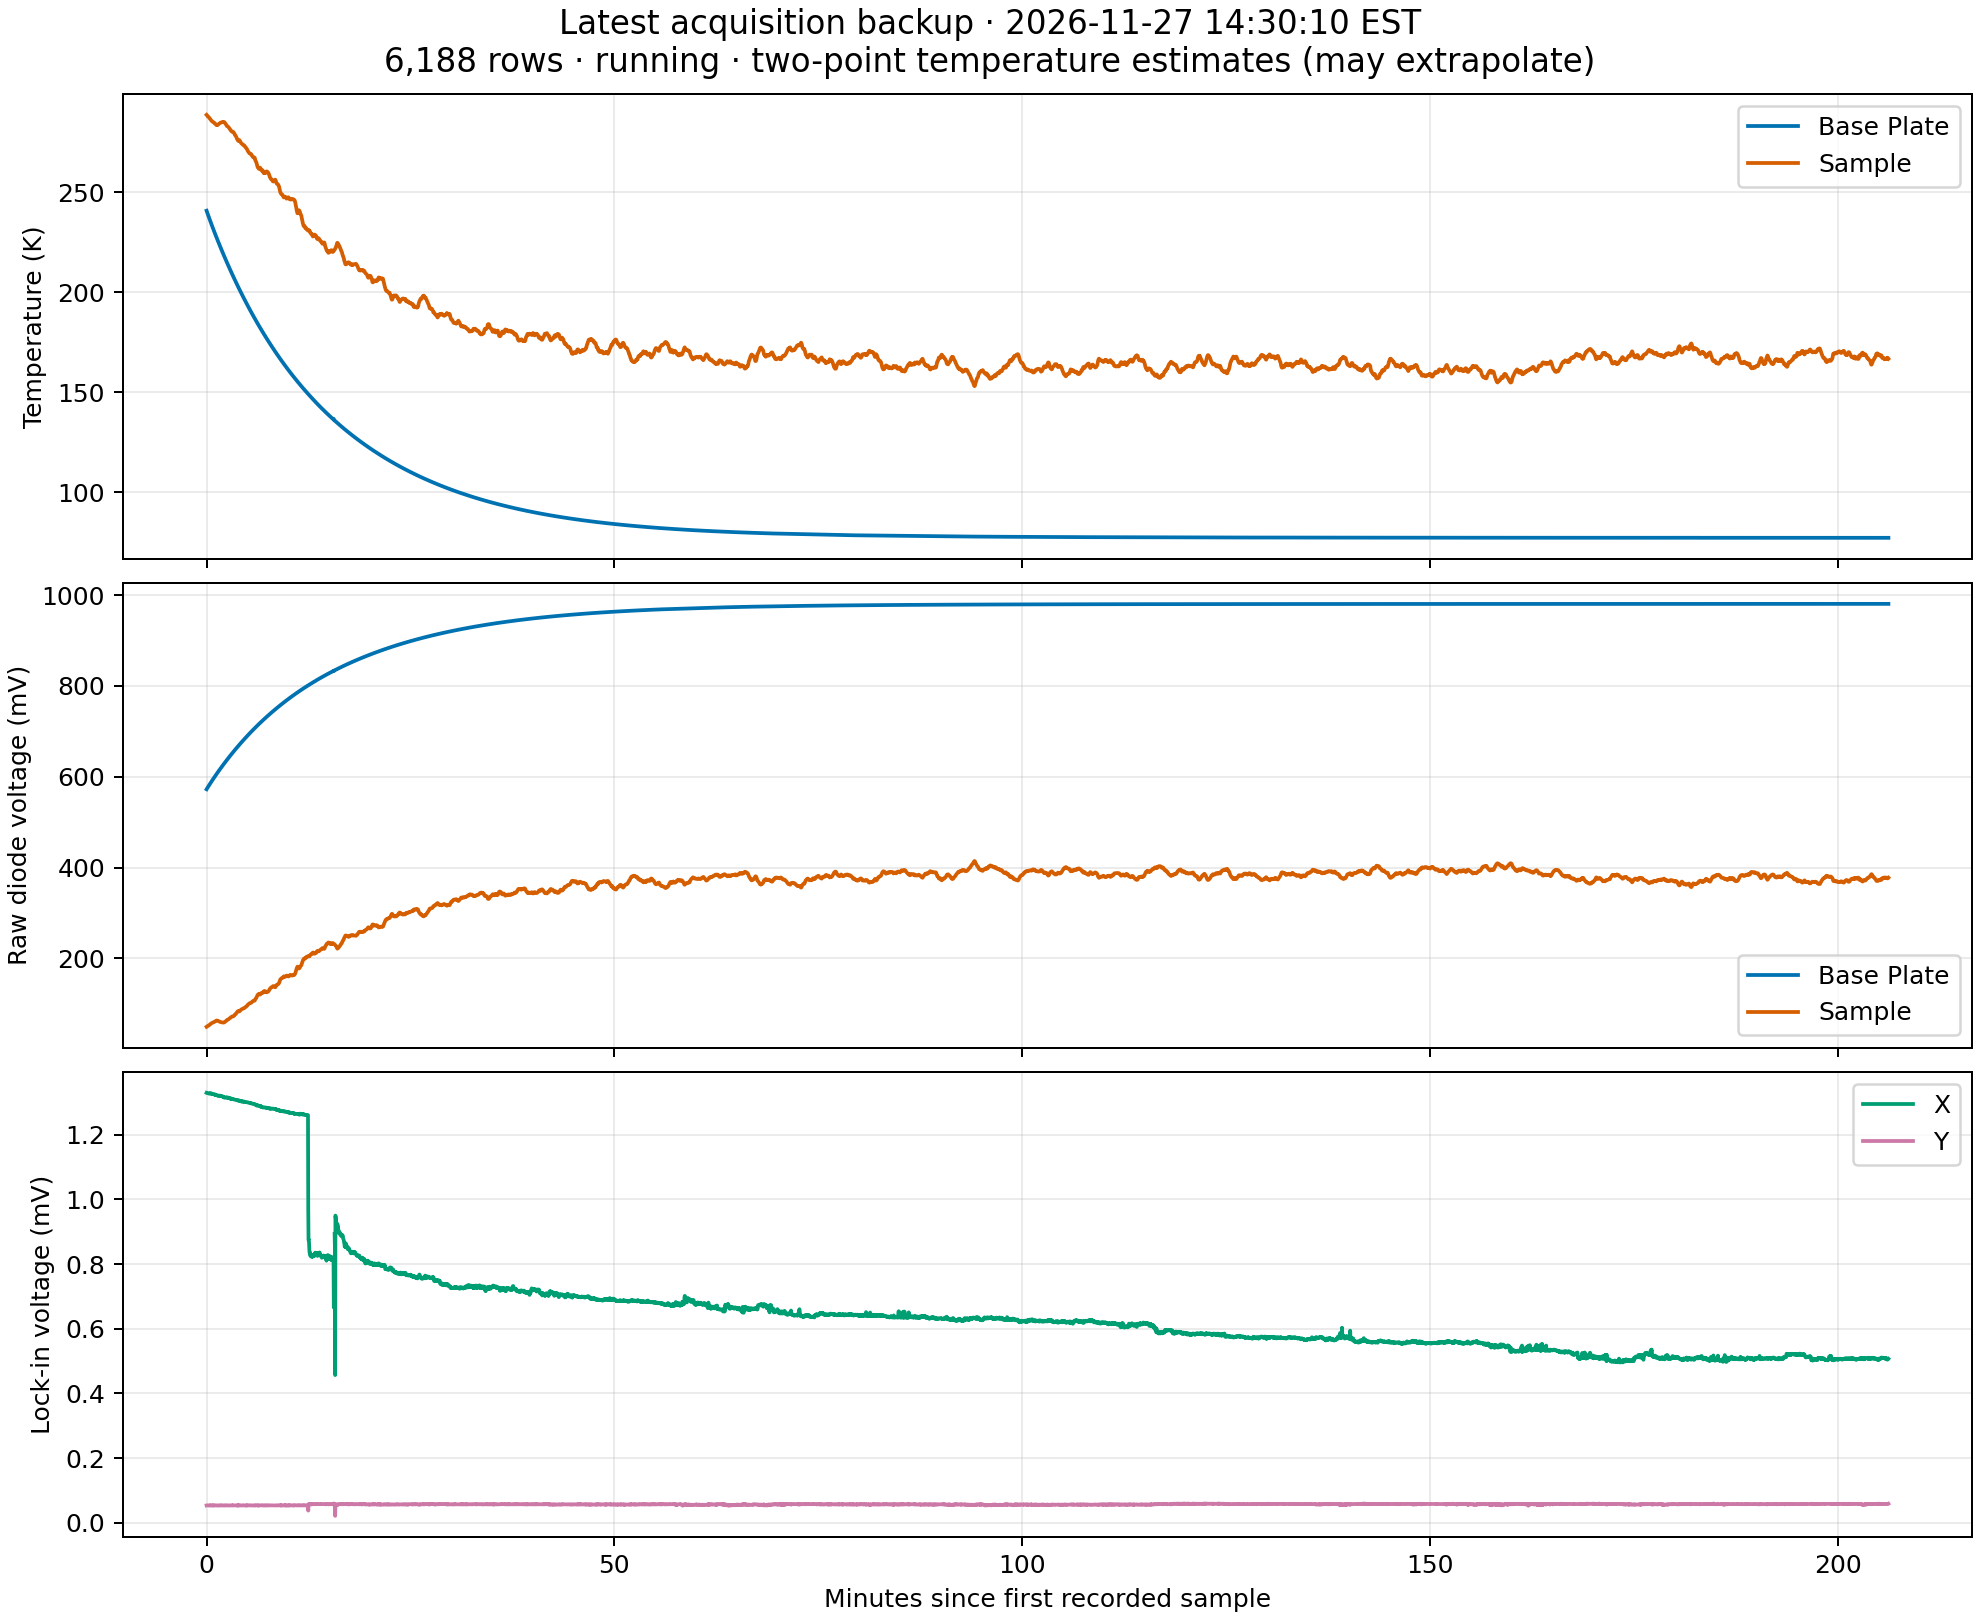 Latest acquisition backup · 2026-11-27 14:30:10 EST
6,188 rows · running · two-point temperature estimates (may extrapolate)
Temperature (K)
250
200
150
100
Base Plate
Sample
Raw diode voltage (mV)
1000
800
600
400
200
Base Plate
Sample
Lock-in voltage (mV)
1.2
1.0
0.8
0.6
0.4
0.2
0.0
X
Y
0
50
100
150
200
Minutes since first recorded sample